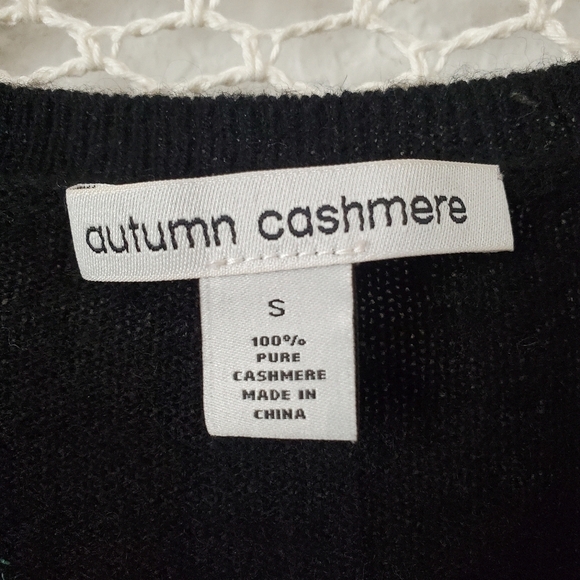 autumn cashmere
S
100%
PURE
CASHMERE
MADE IN
CHINA